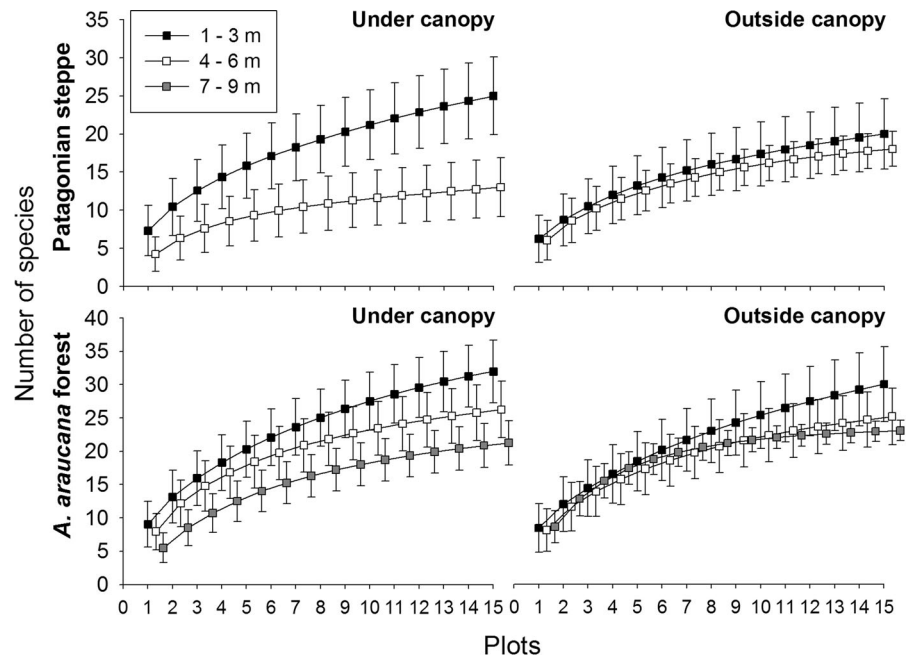 Under canopy
Outside canopy
1 - 3 m
4 - 6 m
7 - 9 m
35
30
25
20
15
10
5
0
Patagonian steppe
Number of species
Under canopy
Outside canopy
40
35
30
25
20
15
10
5
0
A. araucana forest
0 1 2 3 4 5 6 7 8 9 10 11 12 13 14 15
0 1 2 3 4 5 6 7 8 9 10 11 12 13 14 15
Plots